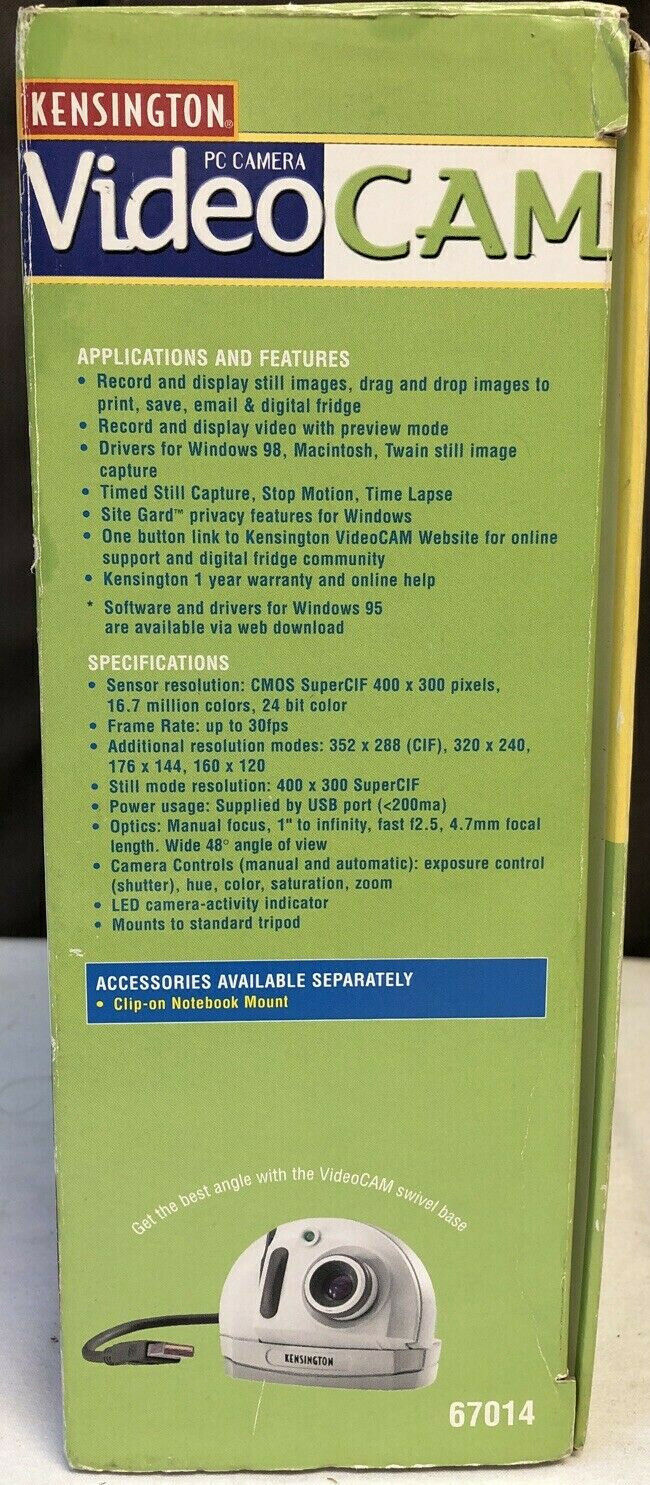 KENSINGTON®
PC CAMERA
VideoCAM
APPLICATIONS AND FEATURES
• Record and display still images, drag and drop images to
print, save, email & digital fridge
• Record and display video with preview mode
• Drivers for Windows 98, Macintosh, Twain still image
capture
• Timed Still Capture, Stop Motion, Time Lapse
• Site Gard™ privacy features for Windows
• One button link to Kensington VideoCAM Website for online
support and digital fridge community
• Kensington 1 year warranty and online help
* Software and drivers for Windows 95
are available via web download
SPECIFICATIONS
• Sensor resolution: CMOS SuperCIF 400 x 300 pixels,
16.7 million colors, 24 bit color
• Frame Rate: up to 30fps
• Additional resolution modes: 352 x 288 (CIF), 320 x 240,
176 x 144, 160 x 120
• Still mode resolution: 400 x 300 SuperCIF
• Power usage: Supplied by USB port (<200ma)
• Optics: Manual focus, 1" to infinity, fast f2.5, 4.7mm focal
length. Wide 48° angle of view
• Camera Controls (manual and automatic): exposure control
(shutter), hue, color, saturation, zoom
• LED camera-activity indicator
• Mounts to standard tripod
ACCESSORIES AVAILABLE SEPARATELY
• Clip-on Notebook Mount
Get the best angle with the VideoCAM swivel base
KENSINGTON
67014